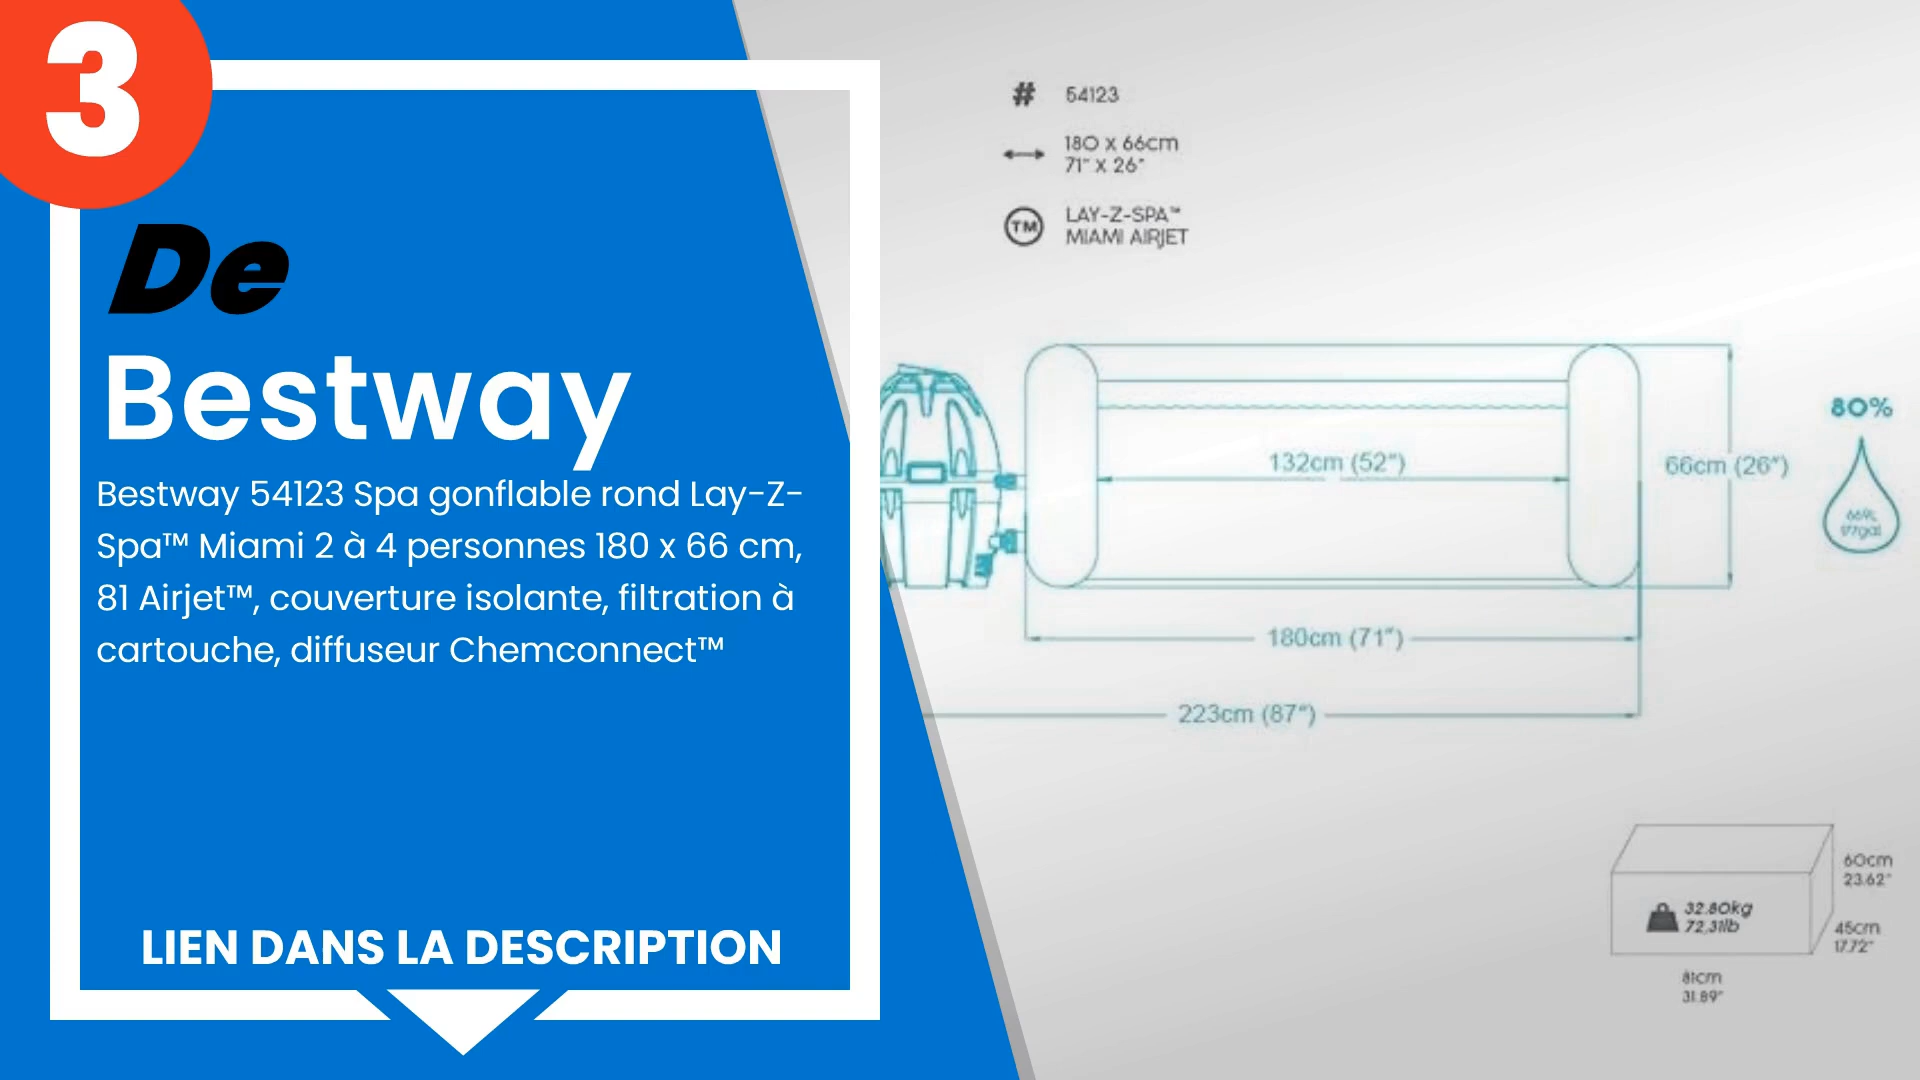 3
De
Bestway
Bestway 54123 Spa gonflable rond Lay-Z-
Spa™ Miami 2 à 4 personnes 180 x 66 cm,
81 Airjet™, couverture isolante, filtration à
cartouche, diffuseur Chemconnect™
LIEN DANS LA DESCRIPTION
# 54123
180 x 66cm
71" x 26"
TM LAY-Z-SPA™
MIAMI AIRJET
132cm (52")
66cm (26")
80%
669L
177gal
180cm (71")
223cm (87")
60cm
23.62"
32.80kg
72,31lb
45cm
17.72"
81cm
31.89"